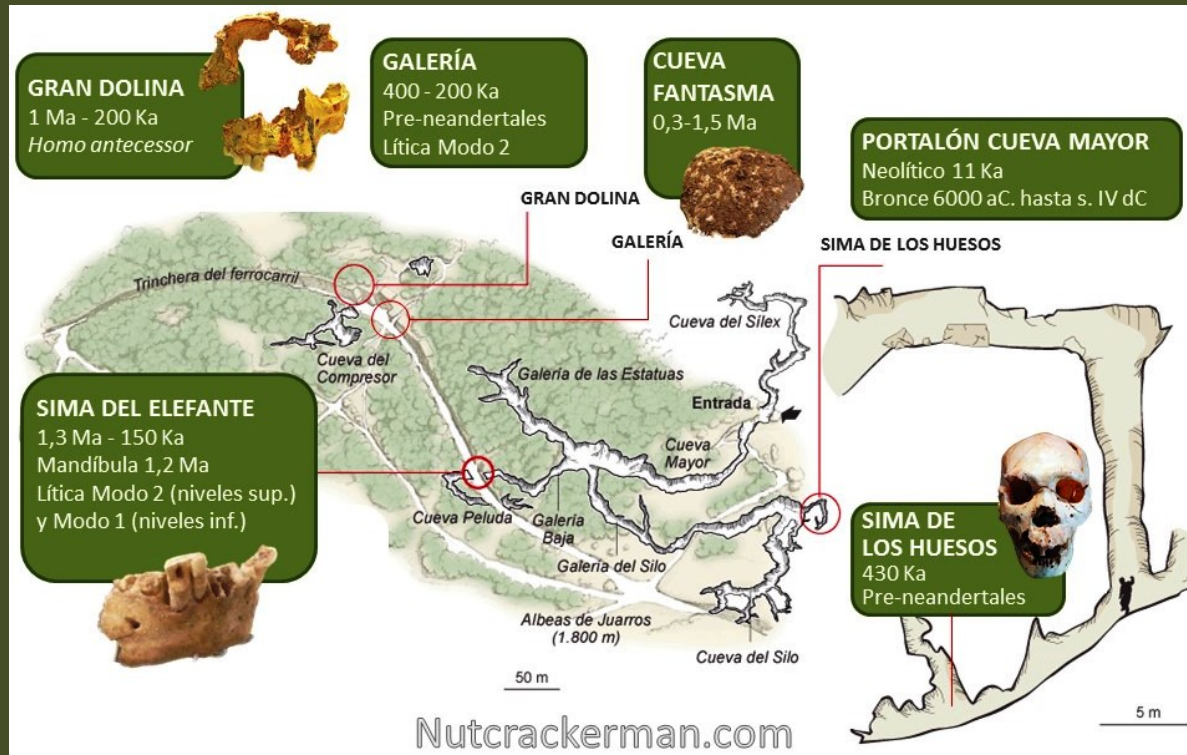 GRAN DOLINA
1 Ma - 200 Ka
Homo antecessor
GALERÍA
400 - 200 Ka
Pre-neandertales
Lítica Modo 2
CUEVA
FANTASMA
0,3-1,5 Ma
PORTALÓN CUEVA MAYOR
Neolítico 11 Ka
Bronce 6000 aC. hasta s. IV dC
GRAN DOLINA
GALERÍA
SIMA DE LOS HUESOS
Trinchera del ferrocarril
Cueva del
Compresor
Cueva del Sílex
Galería de las Estatuas
Entrada
Cueva
Mayor
SIMA DEL ELEFANTE
1,3 Ma - 150 Ka
Mandíbula 1,2 Ma
Lítica Modo 2 (niveles sup.)
y Modo 1 (niveles inf.)
Cueva Peluda
Galería
Baja
Galería del Silo
Albeas de Juarros
(1.800 m)
Cueva del Silo
SIMA DE
LOS HUESOS
430 Ka
Pre-neandertales
50 m
5 m
Nutcrackerman.com